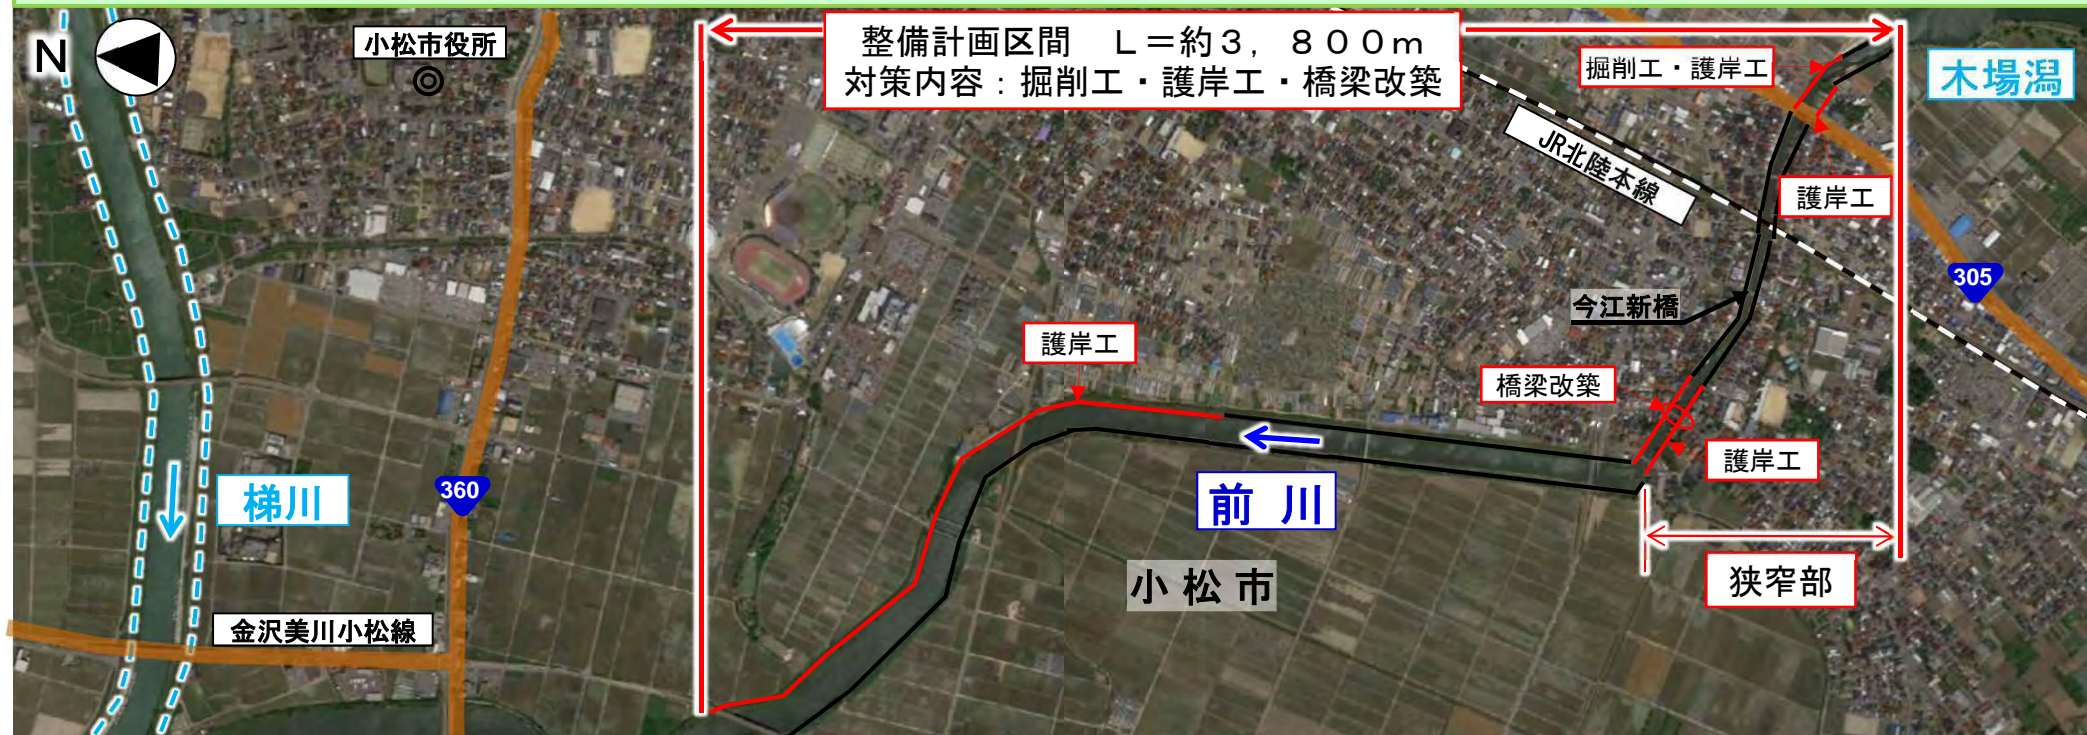 N
小松市役所
整備計画区間　Ｌ＝約３，８００ｍ
対策内容：掘削工・護岸工・橋梁改築
掘削工・護岸工
木場潟
JR北陸本線
護岸工
305
今江新橋
護岸工
橋梁改築
護岸工
360
梯川
前川
小松市
狭窄部
金沢美川小松線